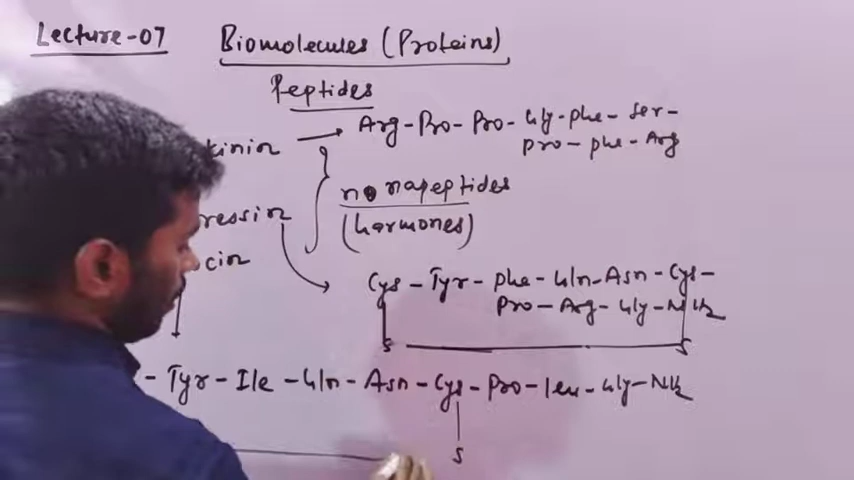 Lecture-07 Biomolecules (Proteins)
Peptides
kinin → Arg-Pro-Pro-Gly-phe-Ser-
pro-phe-Arg
nonapeptides
ressin (harmones)
cin
Cys-Tyr-phe-Gln-Asn-Cys-
Pro-Arg-Gly-NH2
S S
-Tyr-Ile-Gln-Asn-Cys-Pro-leu-Gly-NH2
S